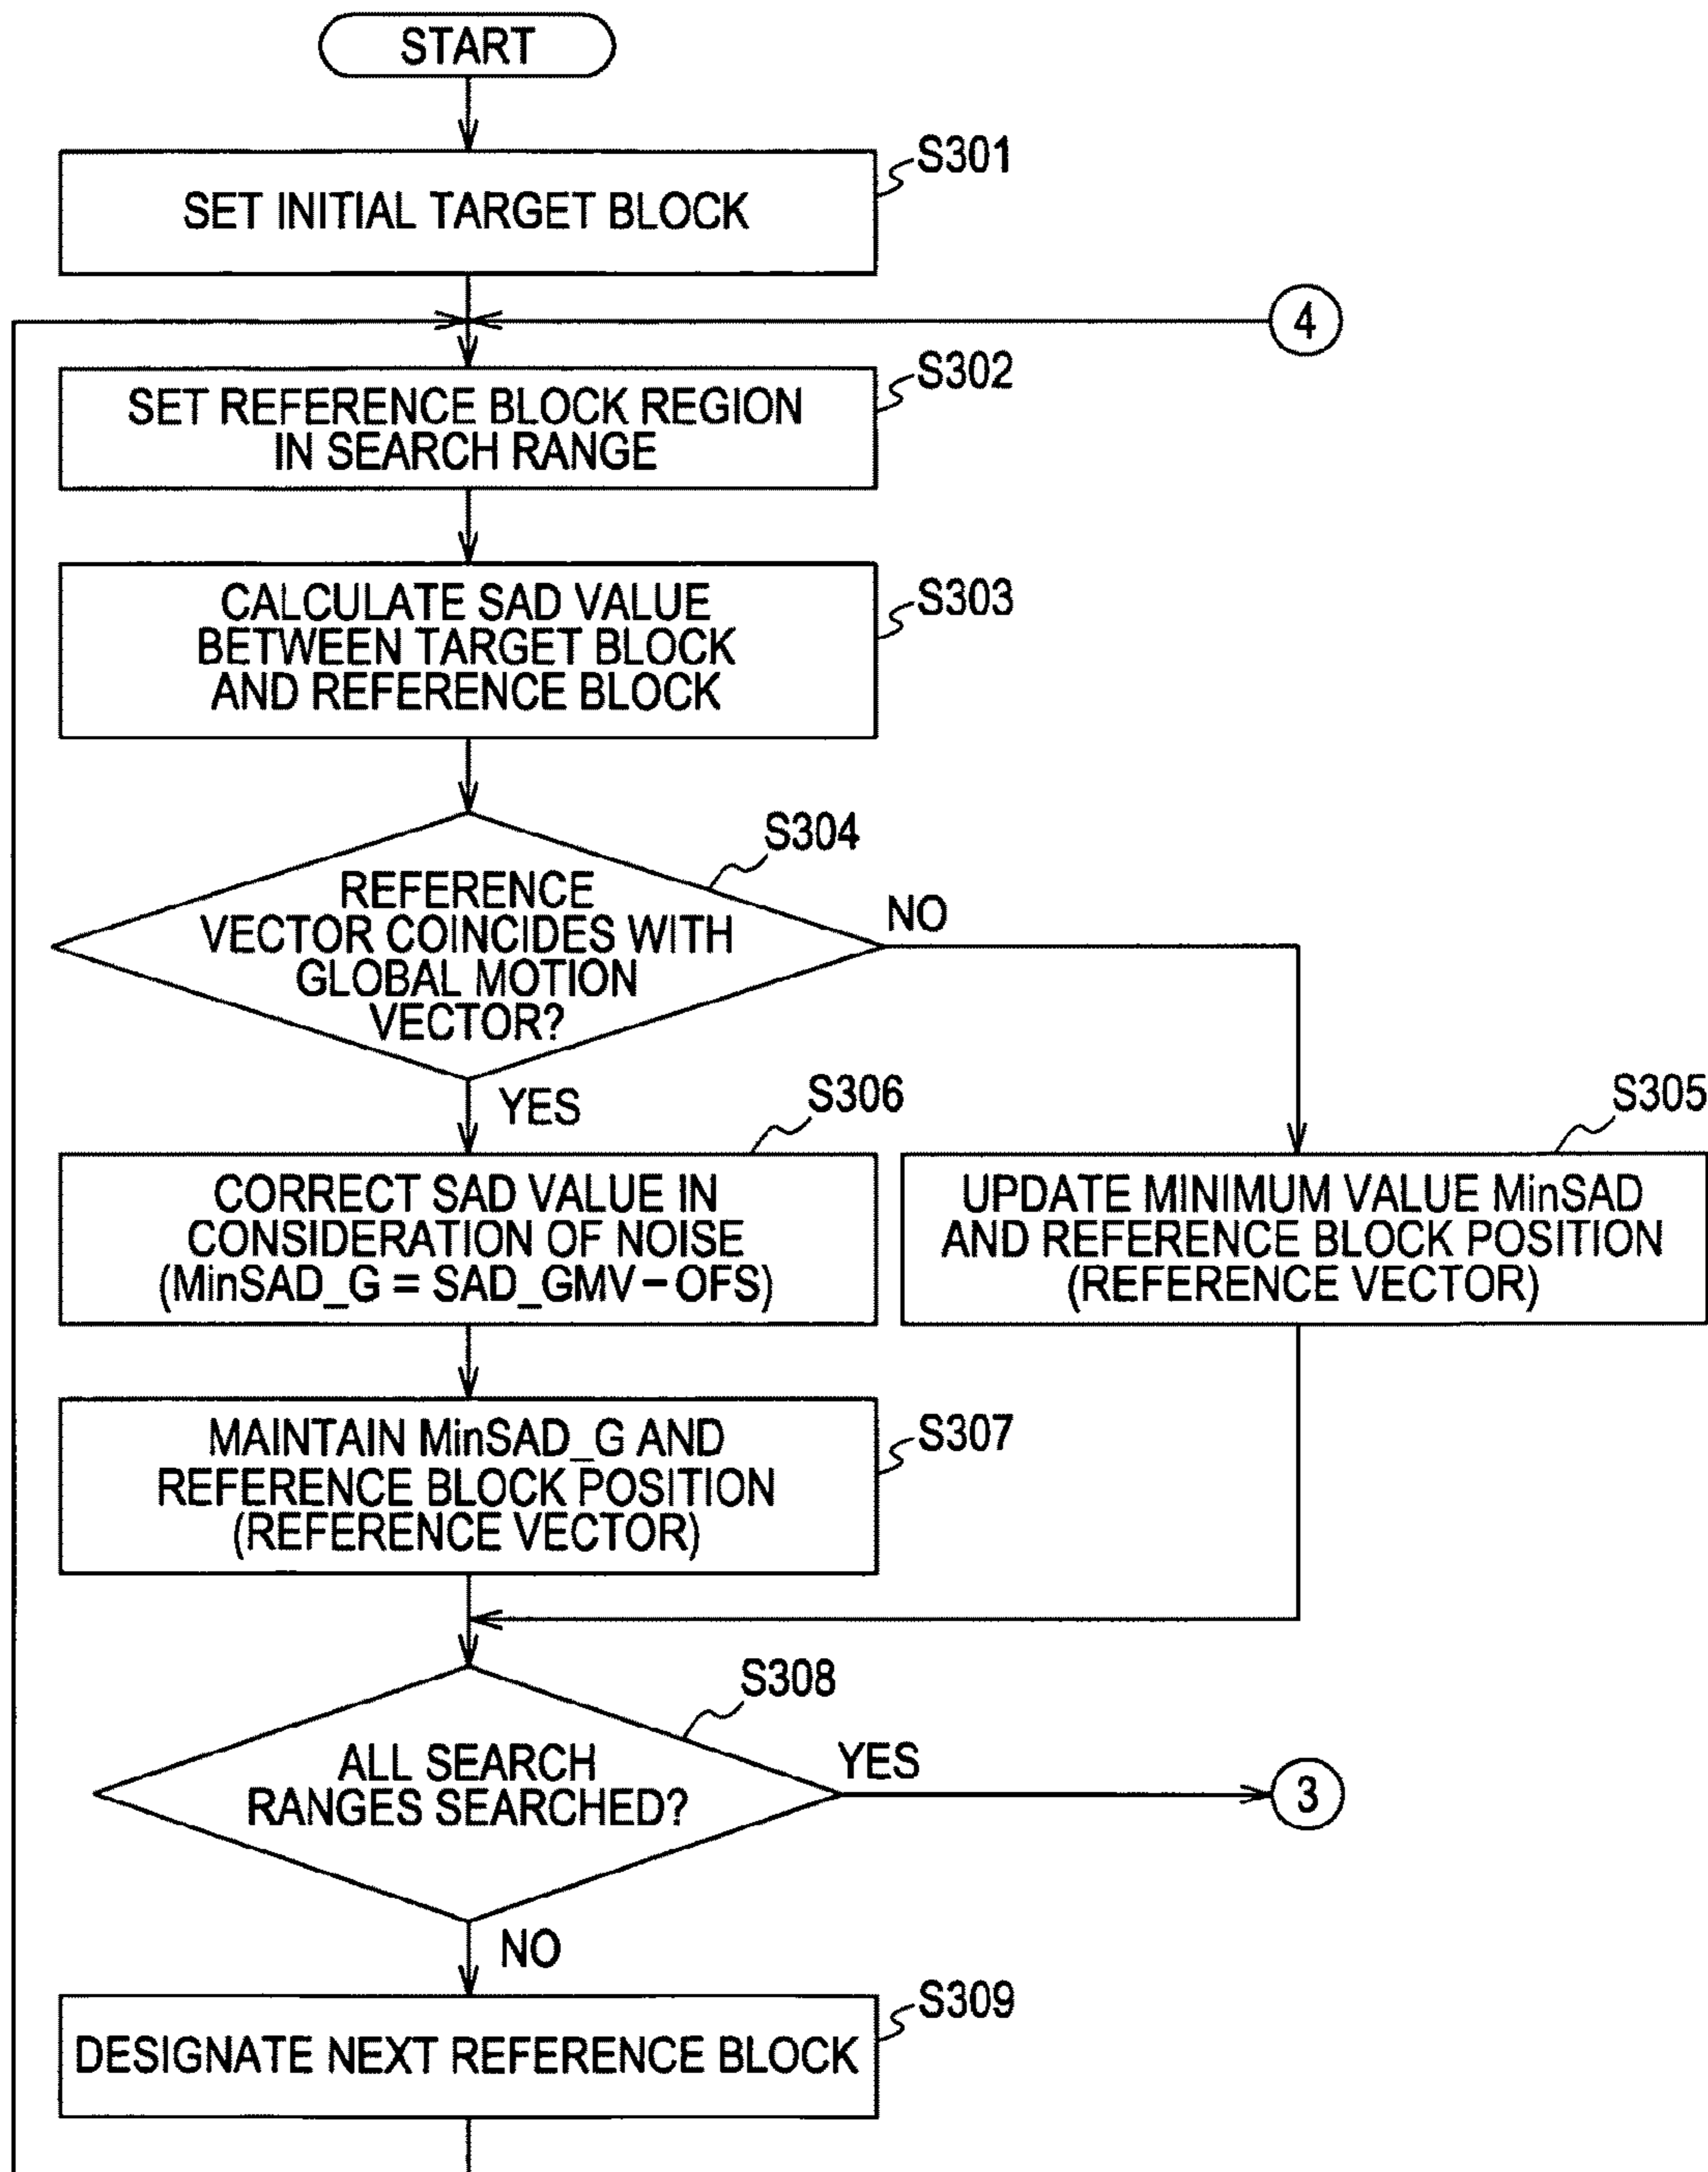 START
S301
SET INITIAL TARGET BLOCK
4
S302
SET REFERENCE BLOCK REGION
IN SEARCH RANGE
S303
CALCULATE SAD VALUE
BETWEEN TARGET BLOCK
AND REFERENCE BLOCK
S304
REFERENCE
VECTOR COINCIDES WITH
GLOBAL MOTION
VECTOR?
NO
YES
S306
CORRECT SAD VALUE IN
CONSIDERATION OF NOISE
(MinSAD_G = SAD_GMV−OFS)
S305
UPDATE MINIMUM VALUE MinSAD
AND REFERENCE BLOCK POSITION
(REFERENCE VECTOR)
S307
MAINTAIN MinSAD_G AND
REFERENCE BLOCK POSITION
(REFERENCE VECTOR)
S308
ALL SEARCH
RANGES SEARCHED?
YES
3
NO
S309
DESIGNATE NEXT REFERENCE BLOCK